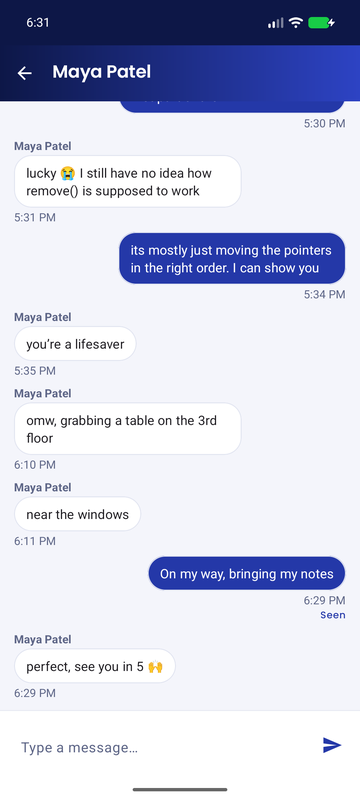 6:31
Maya Patel
5:30 PM
Maya Patel
lucky 😭 I still have no idea how
remove() is supposed to work
5:31 PM
its mostly just moving the pointers
in the right order. I can show you
5:34 PM
Maya Patel
you're a lifesaver
5:35 PM
Maya Patel
omw, grabbing a table on the 3rd
floor
6:10 PM
Maya Patel
near the windows
6:11 PM
On my way, bringing my notes
6:29 PM
Seen
Maya Patel
perfect, see you in 5 🙌
6:29 PM
Type a message...